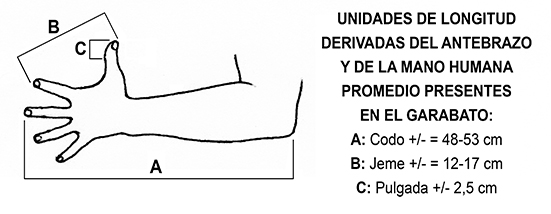 B
C
A
UNIDADES DE LONGITUD
DERIVADAS DEL ANTEBRAZO
Y DE LA MANO HUMANA
PROMEDIO PRESENTES
EN EL GARABATO:
A: Codo +/- = 48-53 cm
B: Jeme +/- = 12-17 cm
C: Pulgada +/- 2,5 cm